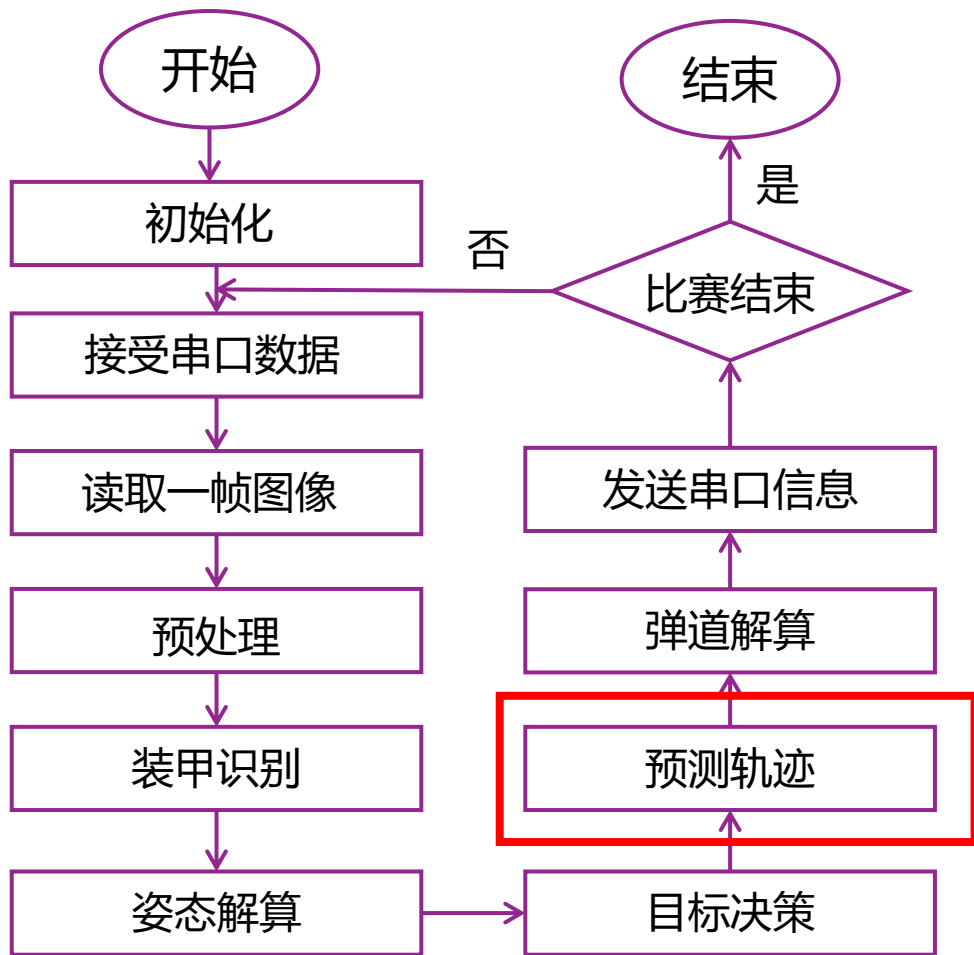 开始
初始化
接受串口数据
读取一帧图像
预处理
装甲识别
姿态解算
目标决策
预测轨迹
弹道解算
发送串口信息
比赛结束
否
是
结束